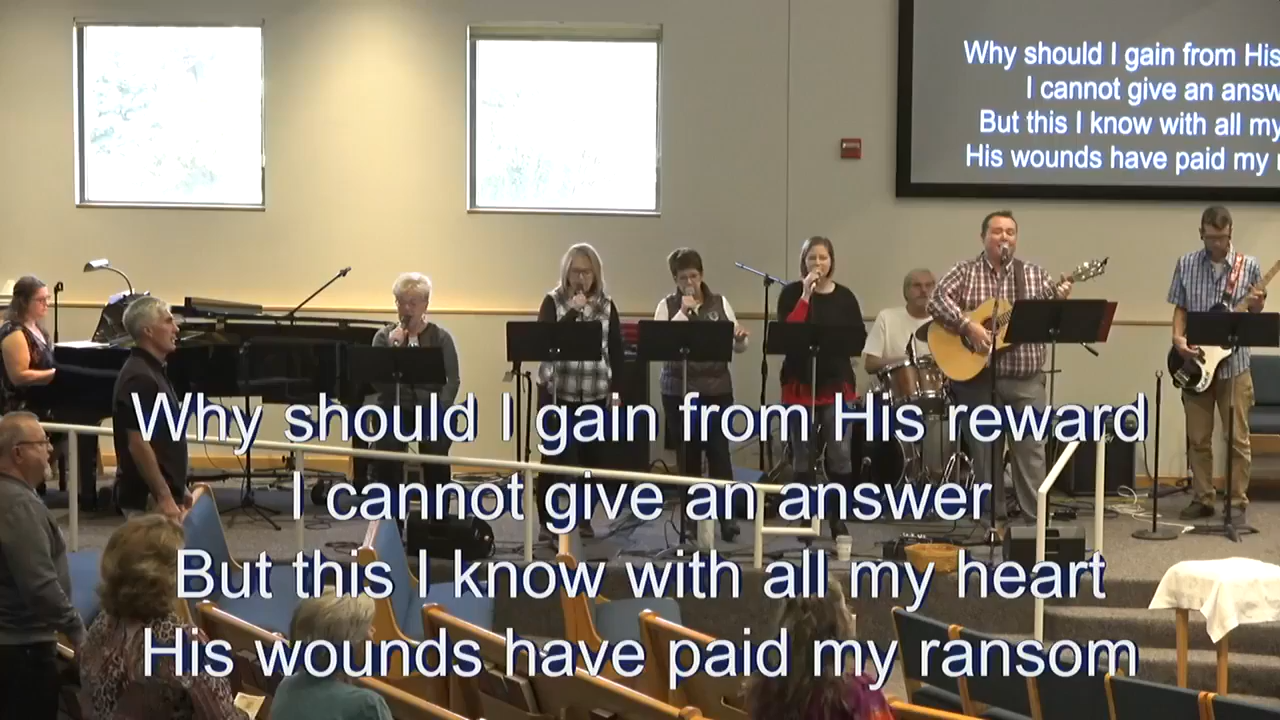 Why should I gain from His
I cannot give an answ
But this I know with all my
His wounds have paid my
Why should I gain from His reward
I cannot give an answer
But this I know with all my heart
His wounds have paid my ransom